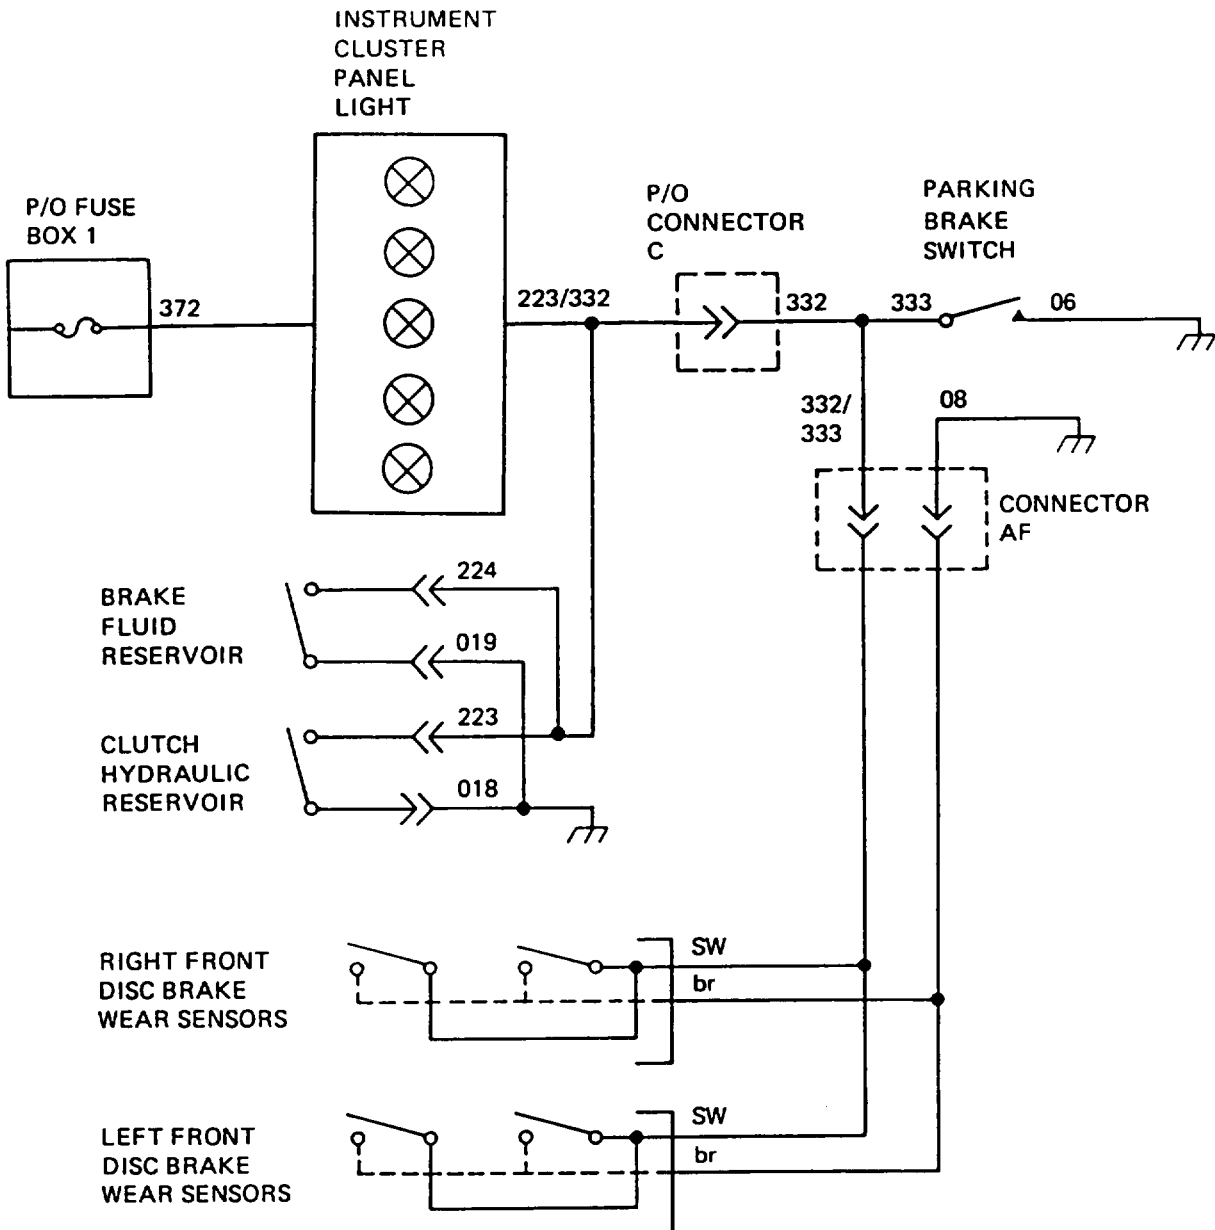 INSTRUMENT
CLUSTER
PANEL
LIGHT
P/O FUSE
BOX 1
372
223/332
P/O
CONNECTOR
C
332
PARKING
BRAKE
SWITCH
333
06
332/
333
08
CONNECTOR
AF
BRAKE
FLUID
RESERVOIR
224
019
CLUTCH
HYDRAULIC
RESERVOIR
223
018
RIGHT FRONT
DISC BRAKE
WEAR SENSORS
SW
br
LEFT FRONT
DISC BRAKE
WEAR SENSORS
SW
br